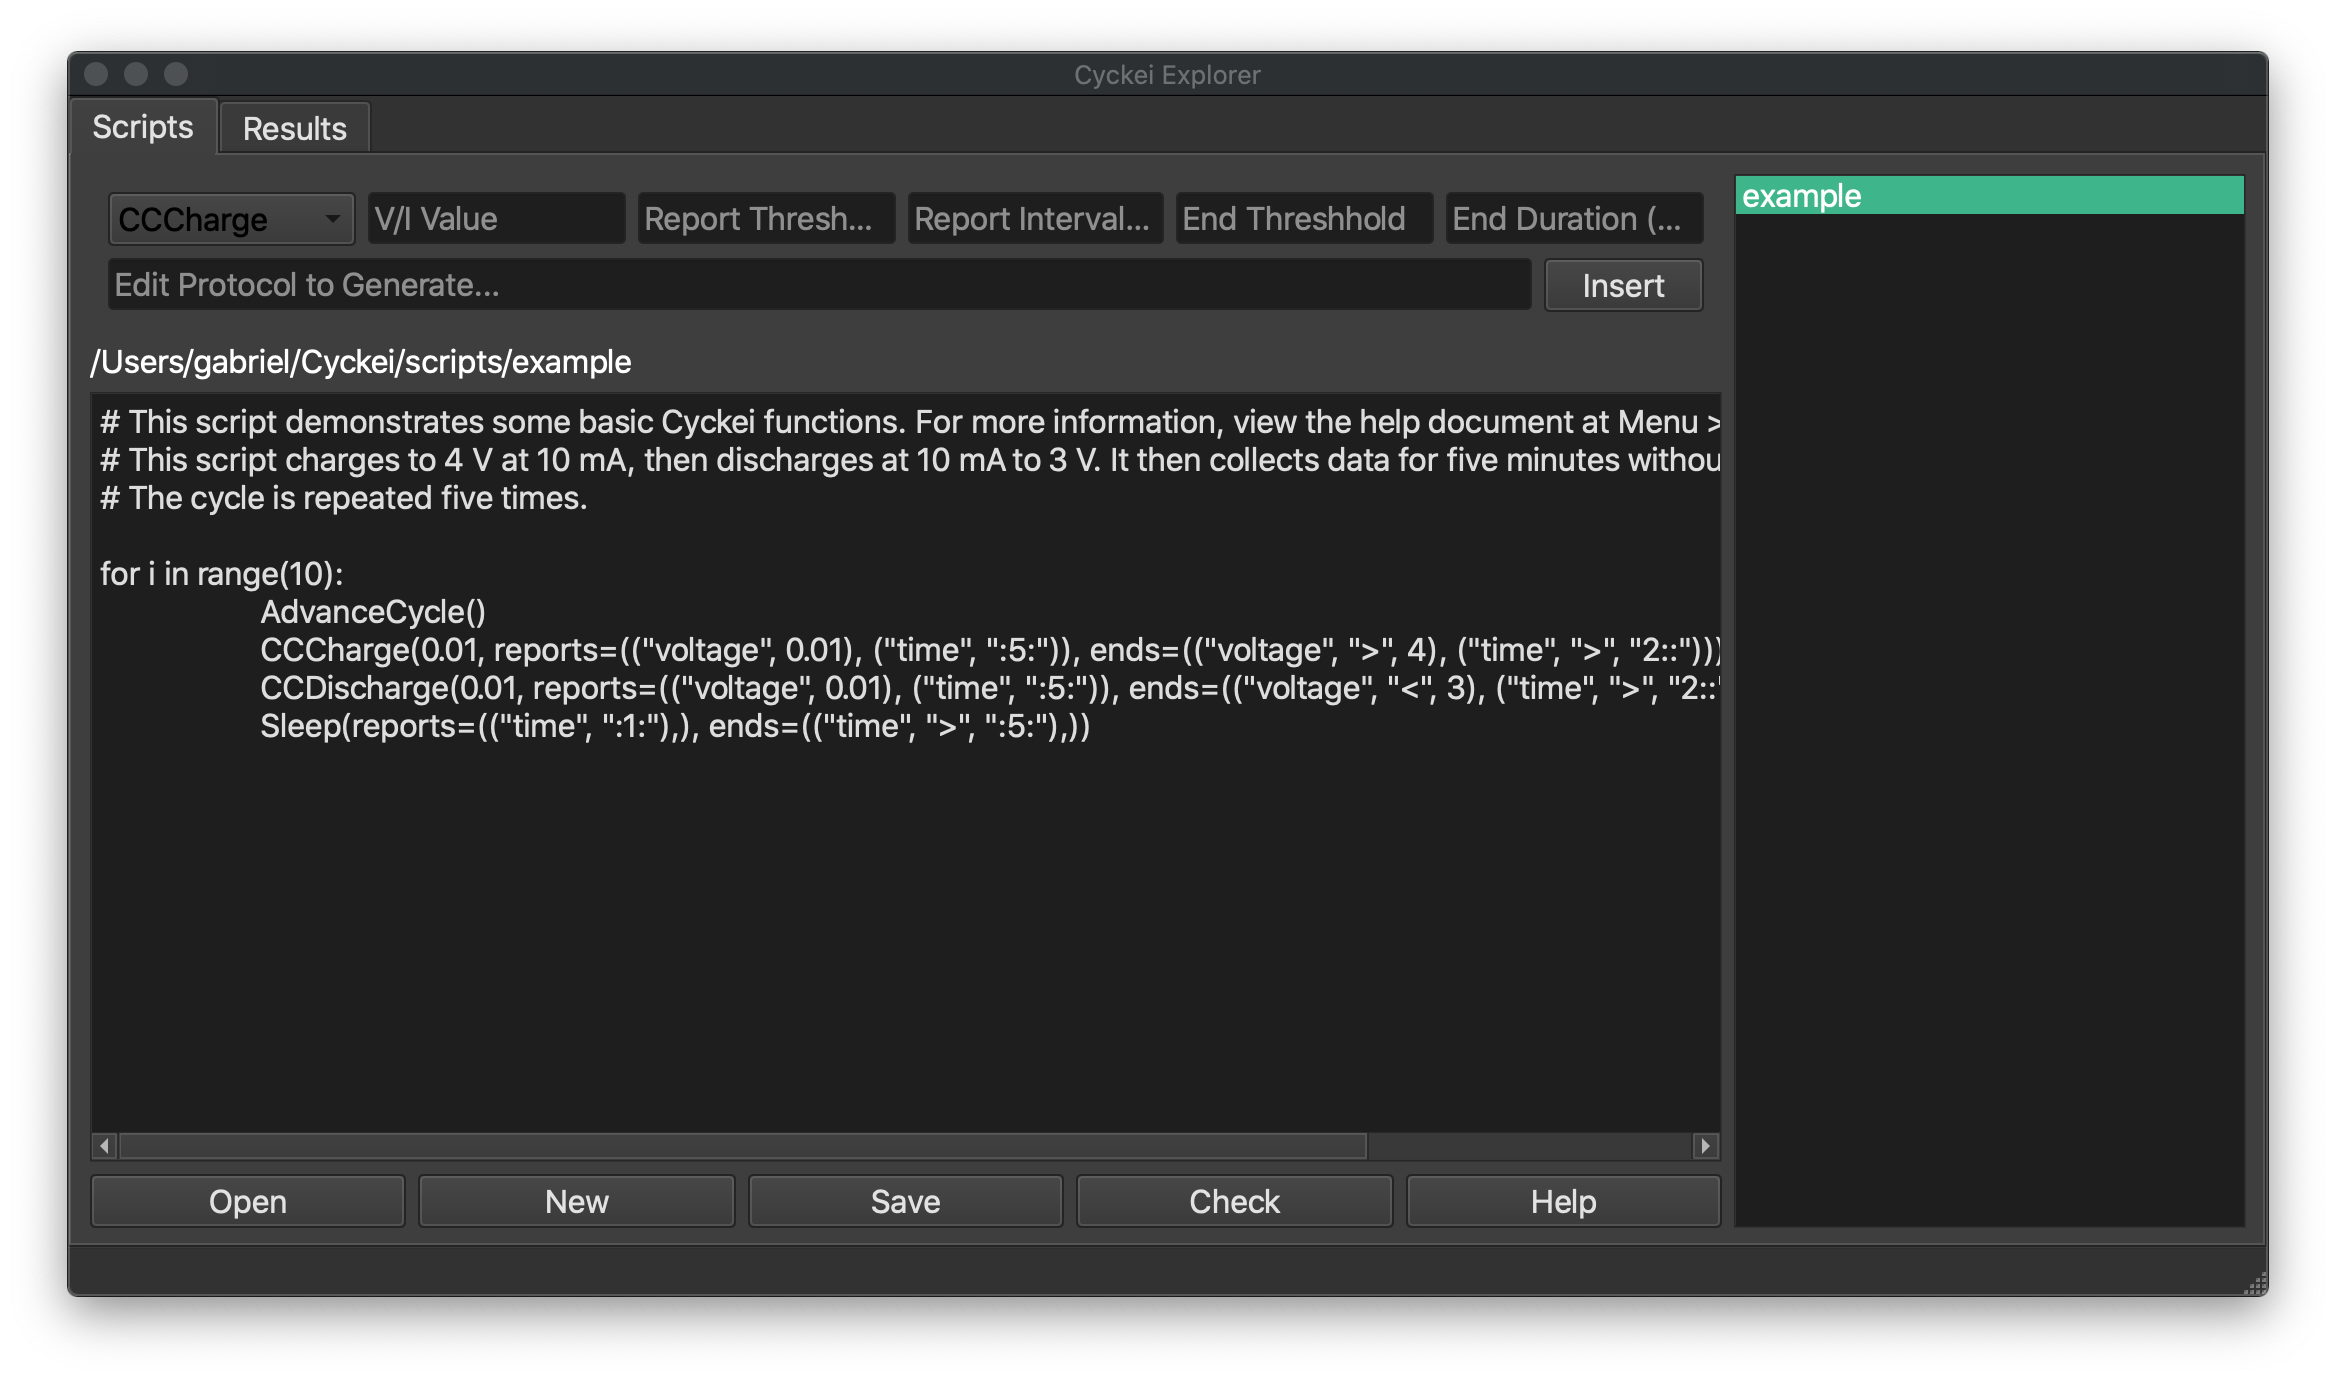 Cyckei Explorer
Scripts
Results
CCCharge
V/I Value
Report Thresh...
Report Interval...
End Threshhold
End Duration (...
Edit Protocol to Generate...
Insert
/Users/gabriel/Cyckei/scripts/example
# This script demonstrates some basic Cyckei functions. For more information, view the help document at Menu >
# This script charges to 4 V at 10 mA, then discharges at 10 mA to 3 V. It then collects data for five minutes withou
# The cycle is repeated five times.
for i in range(10):
AdvanceCycle()
CCCharge(0.01, reports=(("voltage", 0.01), ("time", ":5:")), ends=(("voltage", ">", 4), ("time", ">", "2::")))
CCDischarge(0.01, reports=(("voltage", 0.01), ("time", ":5:")), ends=(("voltage", "<", 3), ("time", ">", "2::"
Sleep(reports=(("time", ":1:"),), ends=(("time", ">", ":5:"),))
Open
New
Save
Check
Help
example